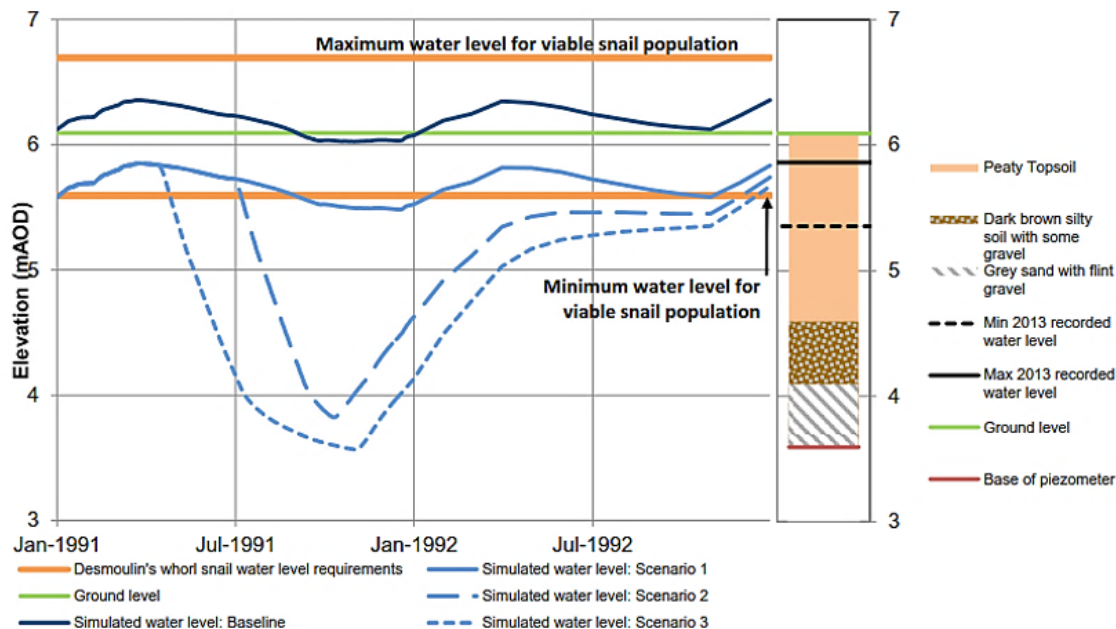 7
6
5
4
3
Elevation (mAOD)
Maximum water level for viable snail population
Minimum water level for
viable snail population
Jan-1991
Jul-1991
Jan-1992
Jul-1992
7
6
5
4
3
Peaty Topsoil
Dark brown silty
soil with some
gravel
Grey sand with flint
gravel
Min 2013 recorded
water level
Max 2013 recorded
water level
Ground level
Base of piezometer
Desmoulin's whorl snail water level requirements
Ground level
Simulated water level: Baseline
Simulated water level: Scenario 1
Simulated water level: Scenario 2
Simulated water level: Scenario 3